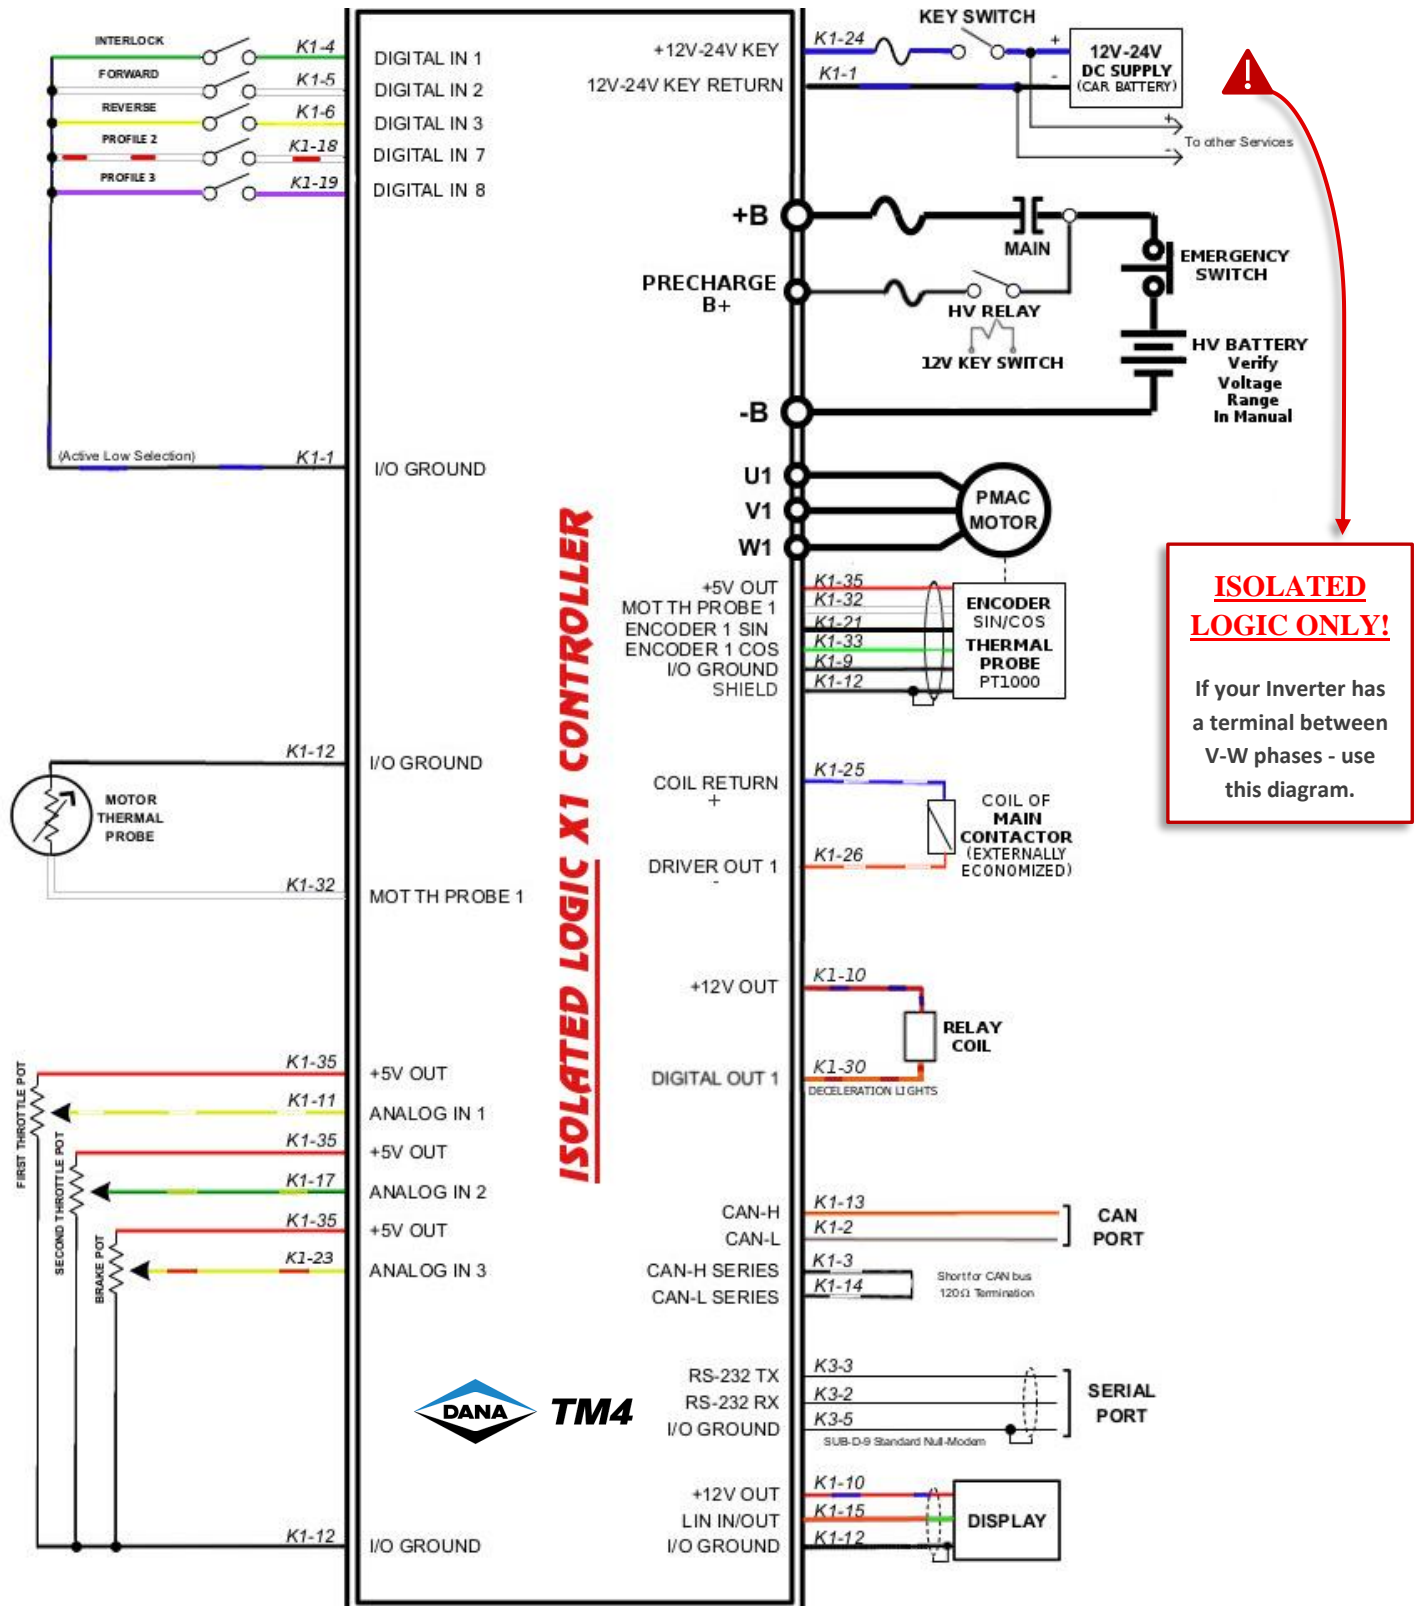 INTERLOCK
K1-4
DIGITAL IN 1
FORWARD
K1-5
DIGITAL IN 2
REVERSE
K1-6
DIGITAL IN 3
PROFILE 2
K1-18
DIGITAL IN 7
PROFILE 3
K1-19
DIGITAL IN 8
(Active Low Selection)
K1-1
I/O GROUND
K1-12
I/O GROUND
MOTOR
THERMAL
PROBE
K1-32
MOT TH PROBE 1
FIRST THROTTLE POT
K1-35
+5V OUT
K1-11
ANALOG IN 1
SECOND THROTTLE POT
K1-35
+5V OUT
K1-17
ANALOG IN 2
BRAKE POT
K1-35
+5V OUT
K1-23
ANALOG IN 3
K1-12
I/O GROUND
ISOLATED LOGIC X1 CONTROLLER
DANA TM4
KEY SWITCH
+12V-24V KEY
K1-24
+
12V-24V KEY RETURN
K1-1
-
12V-24V
DC SUPPLY
(CAR BATTERY)
+
To other Services
-
+B
MAIN
PRECHARGE
B+
HV RELAY
12V KEY SWITCH
EMERGENCY
SWITCH
HV BATTERY
Verify
Voltage
Range
In Manual
-B
U1
V1
W1
PMAC
MOTOR
+5V OUT
K1-35
MOT TH PROBE 1
K1-32
ENCODER 1 SIN
K1-21
ENCODER 1 COS
K1-33
I/O GROUND
K1-9
SHIELD
K1-12
ENCODER
SIN/COS
THERMAL
PROBE
PT1000
COIL RETURN
+
K1-25
DRIVER OUT 1
-
K1-26
COIL OF
MAIN
CONTACTOR
(EXTERNALLY
ECONOMIZED)
+12V OUT
K1-10
RELAY
COIL
DIGITAL OUT 1
K1-30
DECELERATION LIGHTS
CAN-H
K1-13
CAN-L
K1-2
CAN
PORT
CAN-H SERIES
K1-3
CAN-L SERIES
K1-14
Short for CAN bus
120Ω Termination
RS-232 TX
K3-3
RS-232 RX
K3-2
I/O GROUND
K3-5
SUB-D-9 Standard Null-Modem
SERIAL
PORT
+12V OUT
K1-10
LIN IN/OUT
K1-15
I/O GROUND
K1-12
DISPLAY
!
ISOLATED
LOGIC ONLY!
If your Inverter has
a terminal between
V-W phases - use
this diagram.